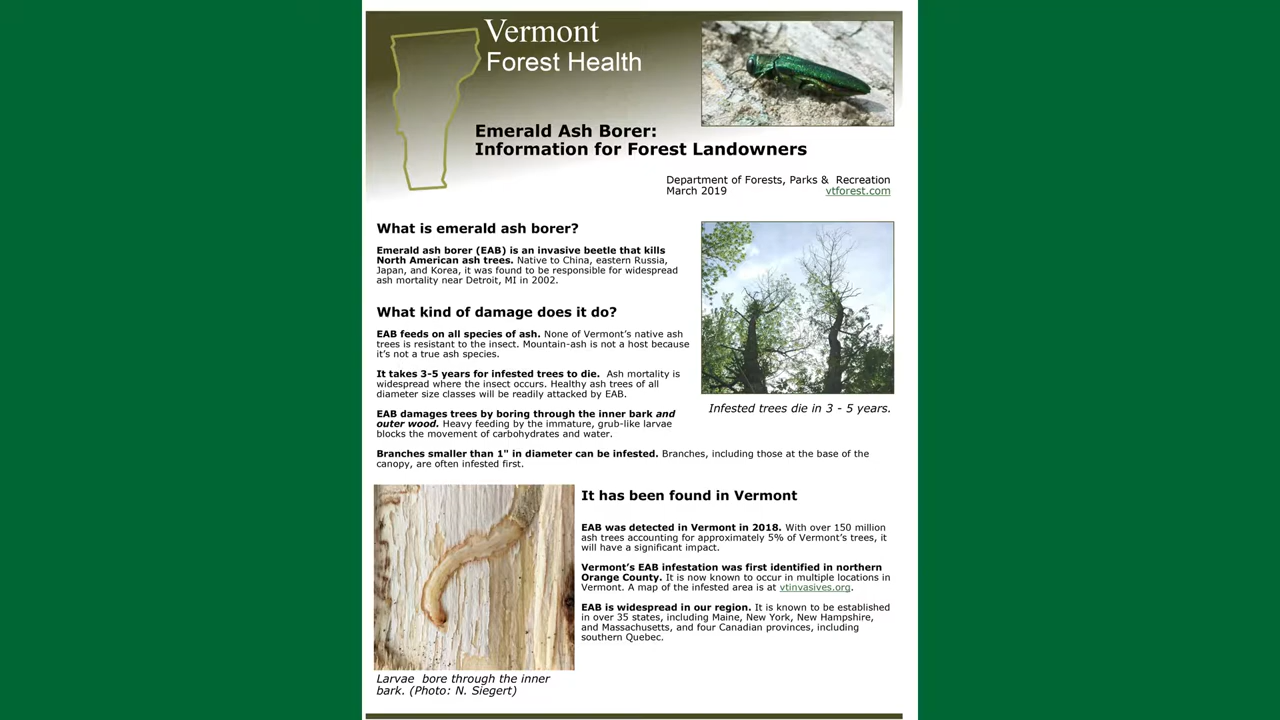 Vermont
Forest Health
Emerald Ash Borer:
Information for Forest Landowners
Department of Forests, Parks & Recreation
March 2019 vtforest.com
What is emerald ash borer?
Emerald ash borer (EAB) is an invasive beetle that kills
North American ash trees. Native to China, eastern Russia,
Japan, and Korea, it was found to be responsible for widespread
ash mortality near Detroit, MI in 2002.
What kind of damage does it do?
EAB feeds on all species of ash. None of Vermont's native ash
trees is resistant to the insect. Mountain-ash is not a host because
it's not a true ash species.
It takes 3-5 years for infested trees to die. Ash mortality is
widespread where the insect occurs. Healthy ash trees of all
diameter size classes will be readily attacked by EAB.
EAB damages trees by boring through the inner bark and
outer wood. Heavy feeding by the immature, grub-like larvae
blocks the movement of carbohydrates and water.
Infested trees die in 3 - 5 years.
Branches smaller than 1" in diameter can be infested. Branches, including those at the base of the
canopy, are often infested first.
It has been found in Vermont
EAB was detected in Vermont in 2018. With over 150 million
ash trees accounting for approximately 5% of Vermont's trees, it
will have a significant impact.
Vermont's EAB infestation was first identified in northern
Orange County. It is now known to occur in multiple locations in
Vermont. A map of the infested area is at vtinvasives.org.
EAB is widespread in our region. It is known to be established
in over 35 states, including Maine, New York, New Hampshire,
and Massachusetts, and four Canadian provinces, including
southern Quebec.
Larvae bore through the inner
bark. (Photo: N. Siegert)